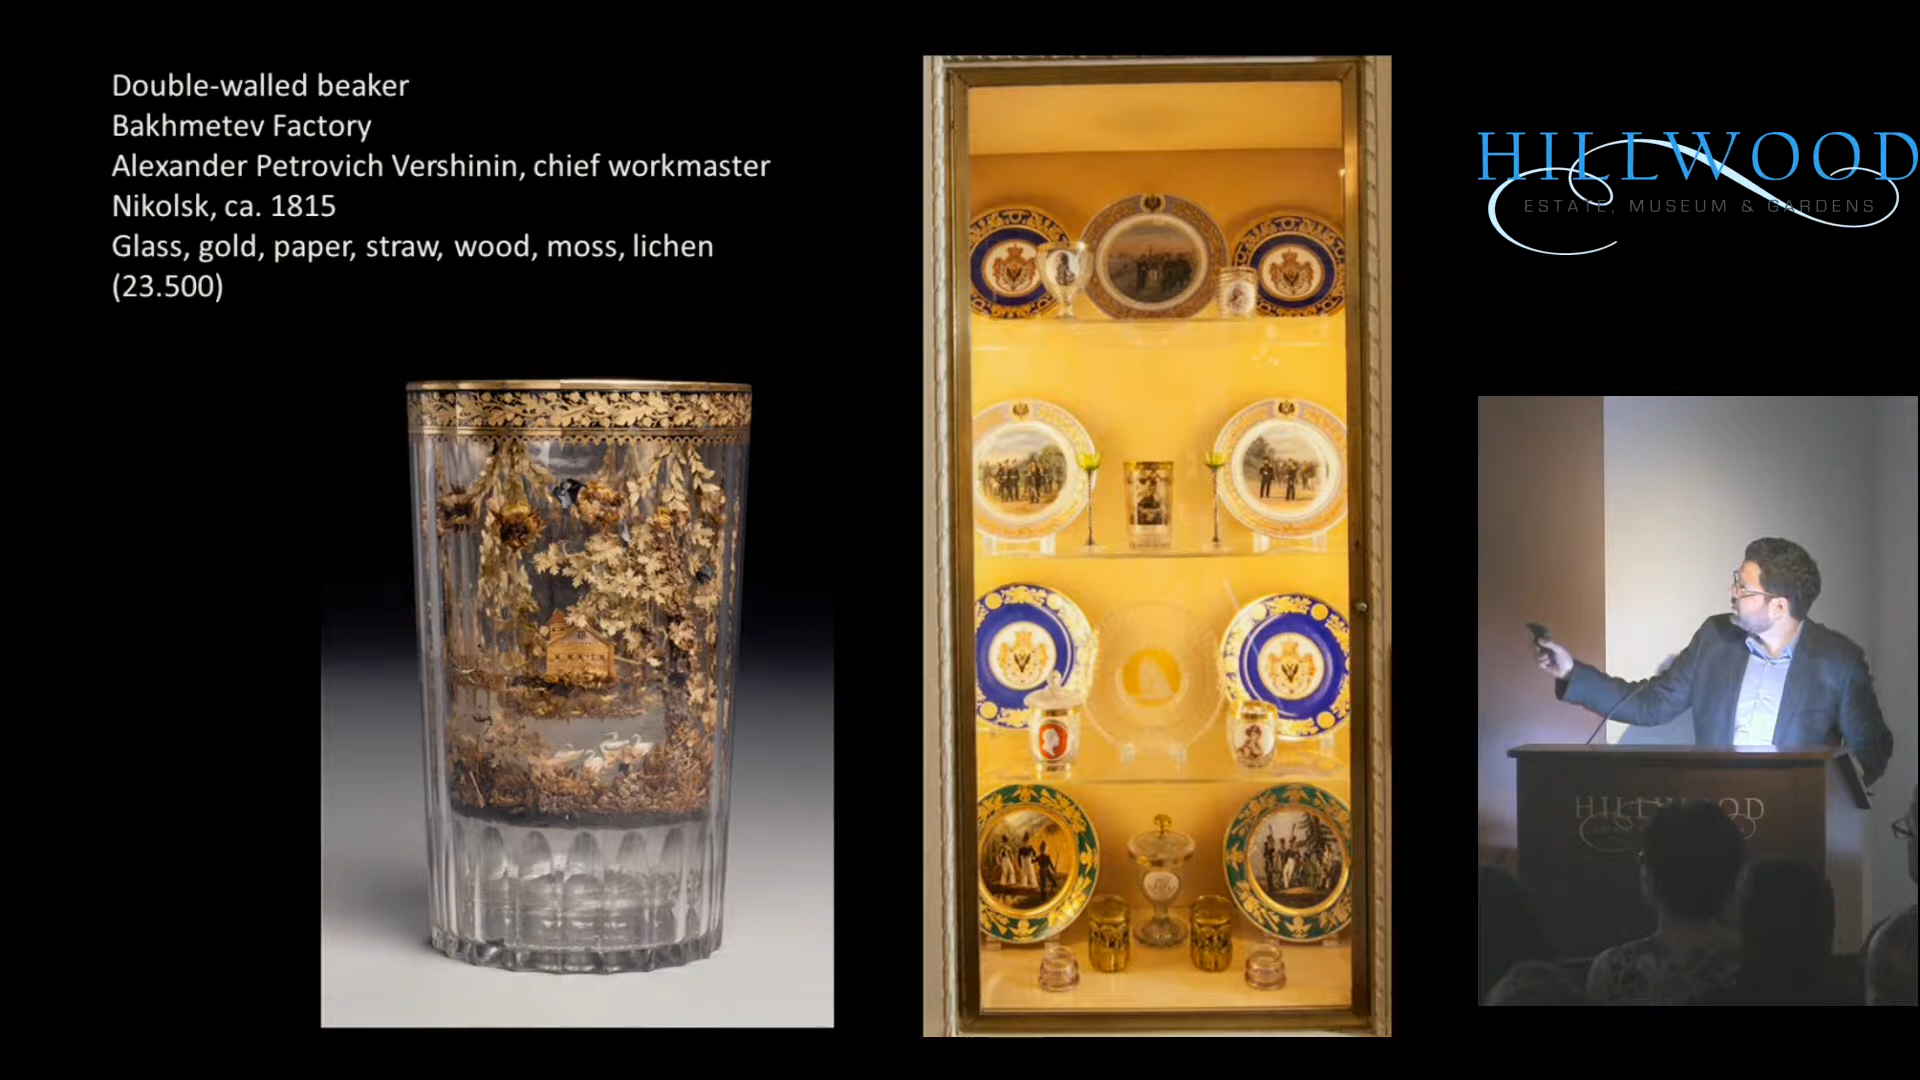 Double-walled beaker
Bakhmetev Factory
Alexander Petrovich Vershinin, chief workmaster
Nikolsk, ca. 1815
Glass, gold, paper, straw, wood, moss, lichen
(23.500)
HILLWOOD
ESTATE, MUSEUM & GARDENS
HILLWOOD